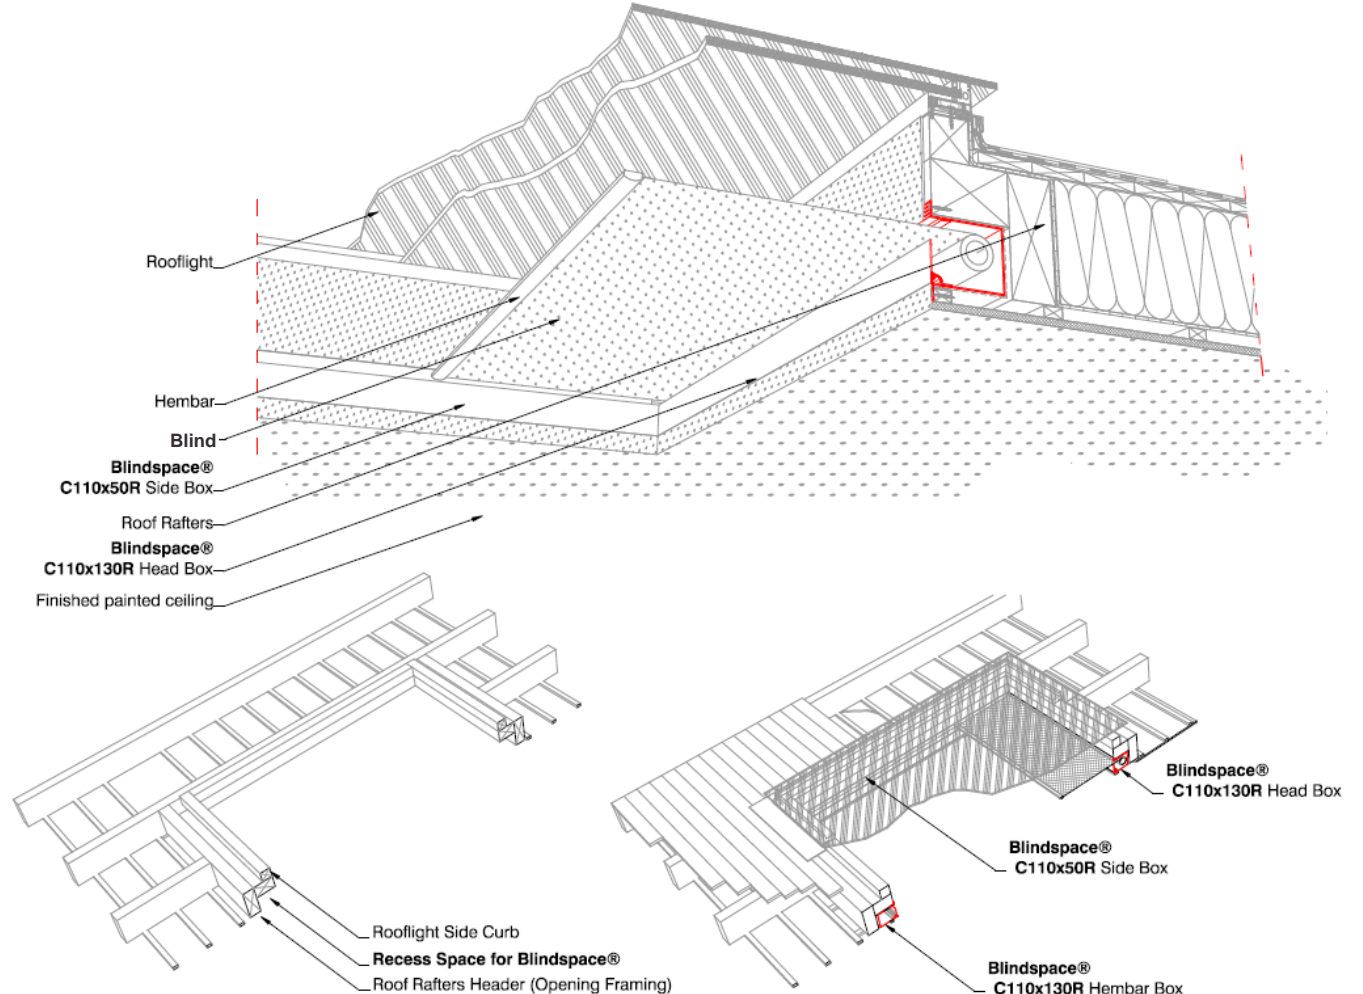 Rooflight
Hembar
Blind
Blindspace®
C110x50R Side Box
Roof Rafters
Blindspace®
C110x130R Head Box
Finished painted ceiling
Blindspace®
C110x130R Head Box
Blindspace®
C110x50R Side Box
Rooflight Side Curb
Recess Space for Blindspace®
Roof Rafters Header (Opening Framing)
Blindspace®
C110x130R Hembar Box